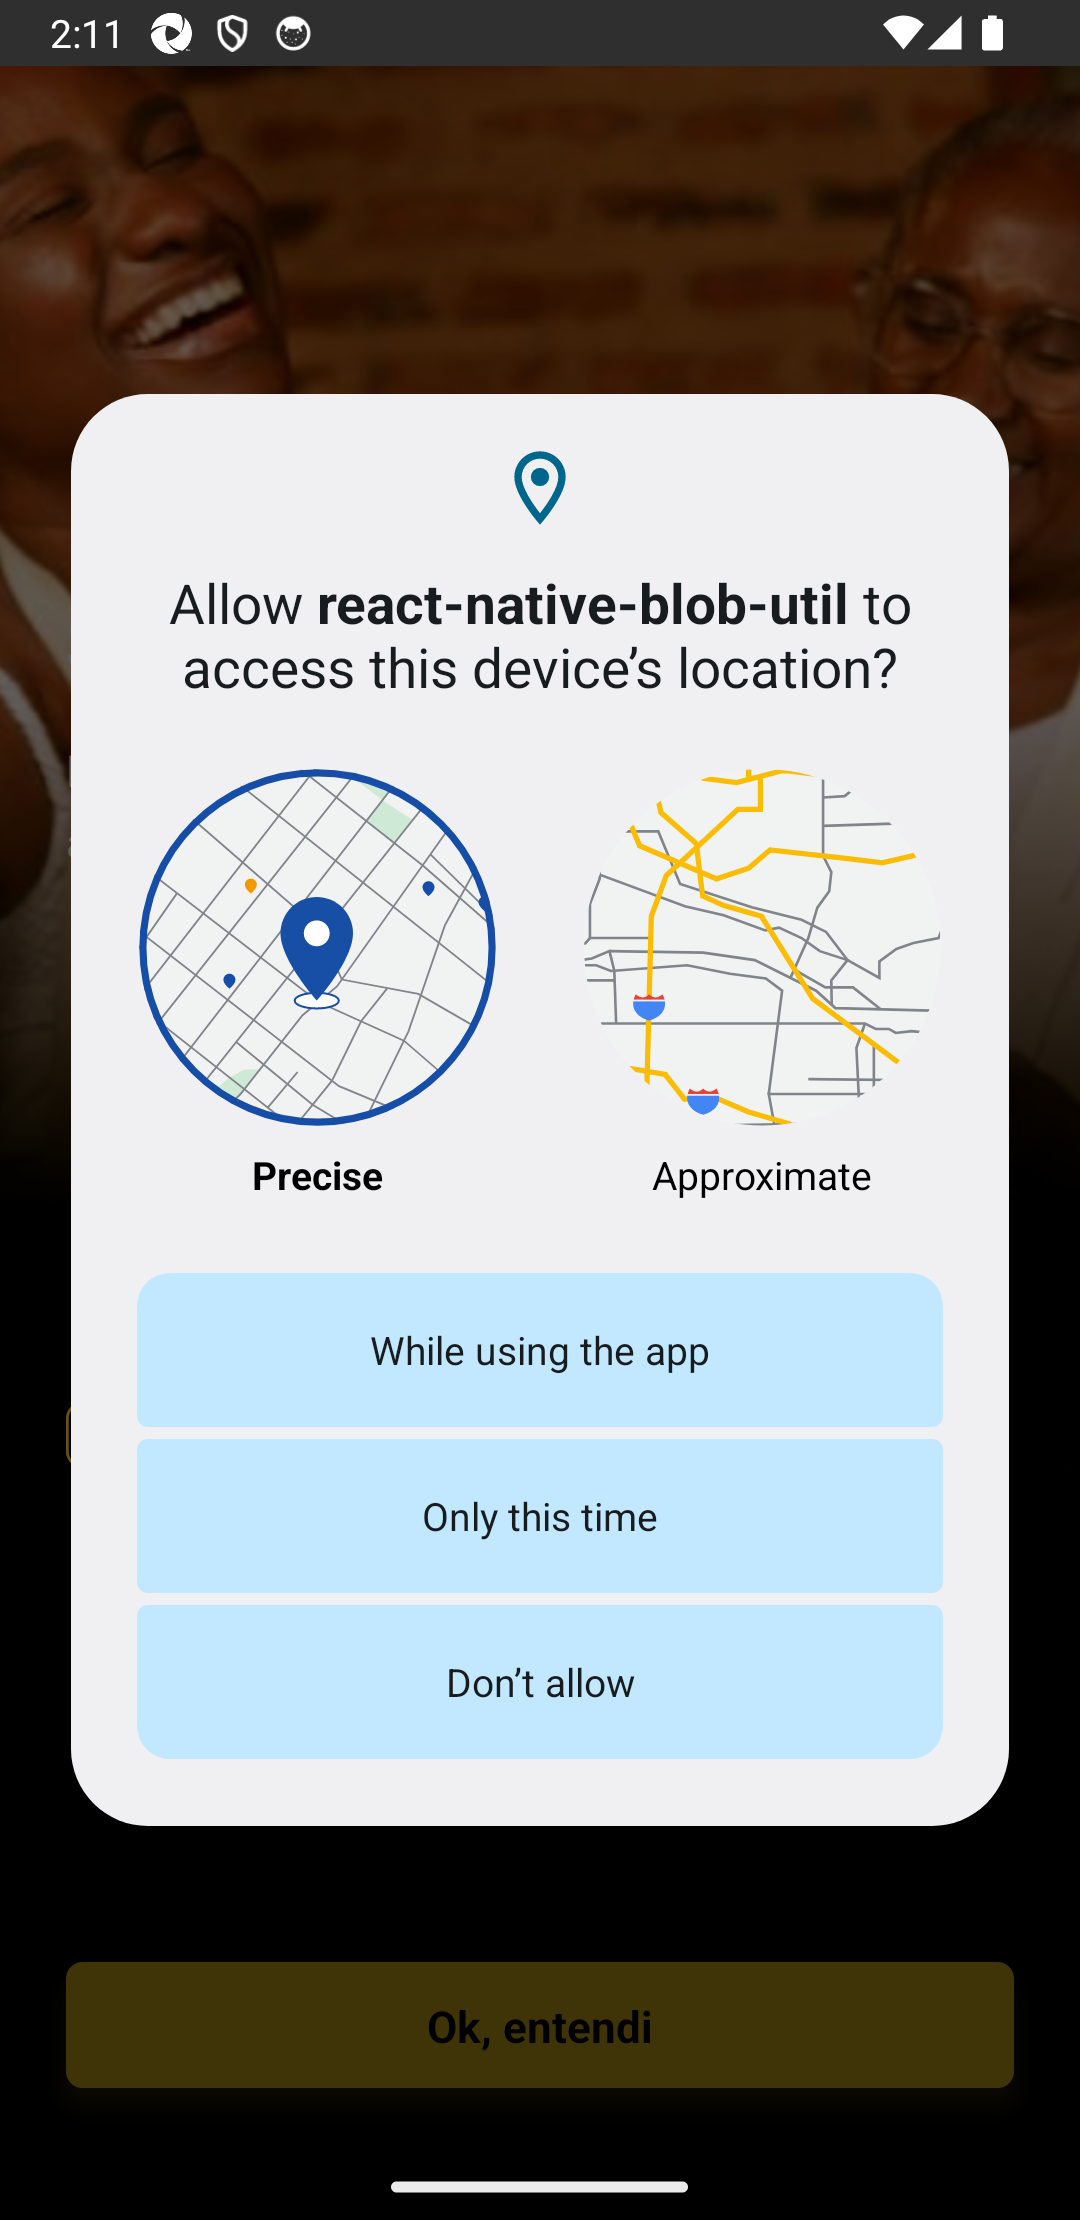 2:11
Allow react-native-blob-util to
access this device’s location?
Precise
Approximate
While using the app
Only this time
Don’t allow
Ok, entendi